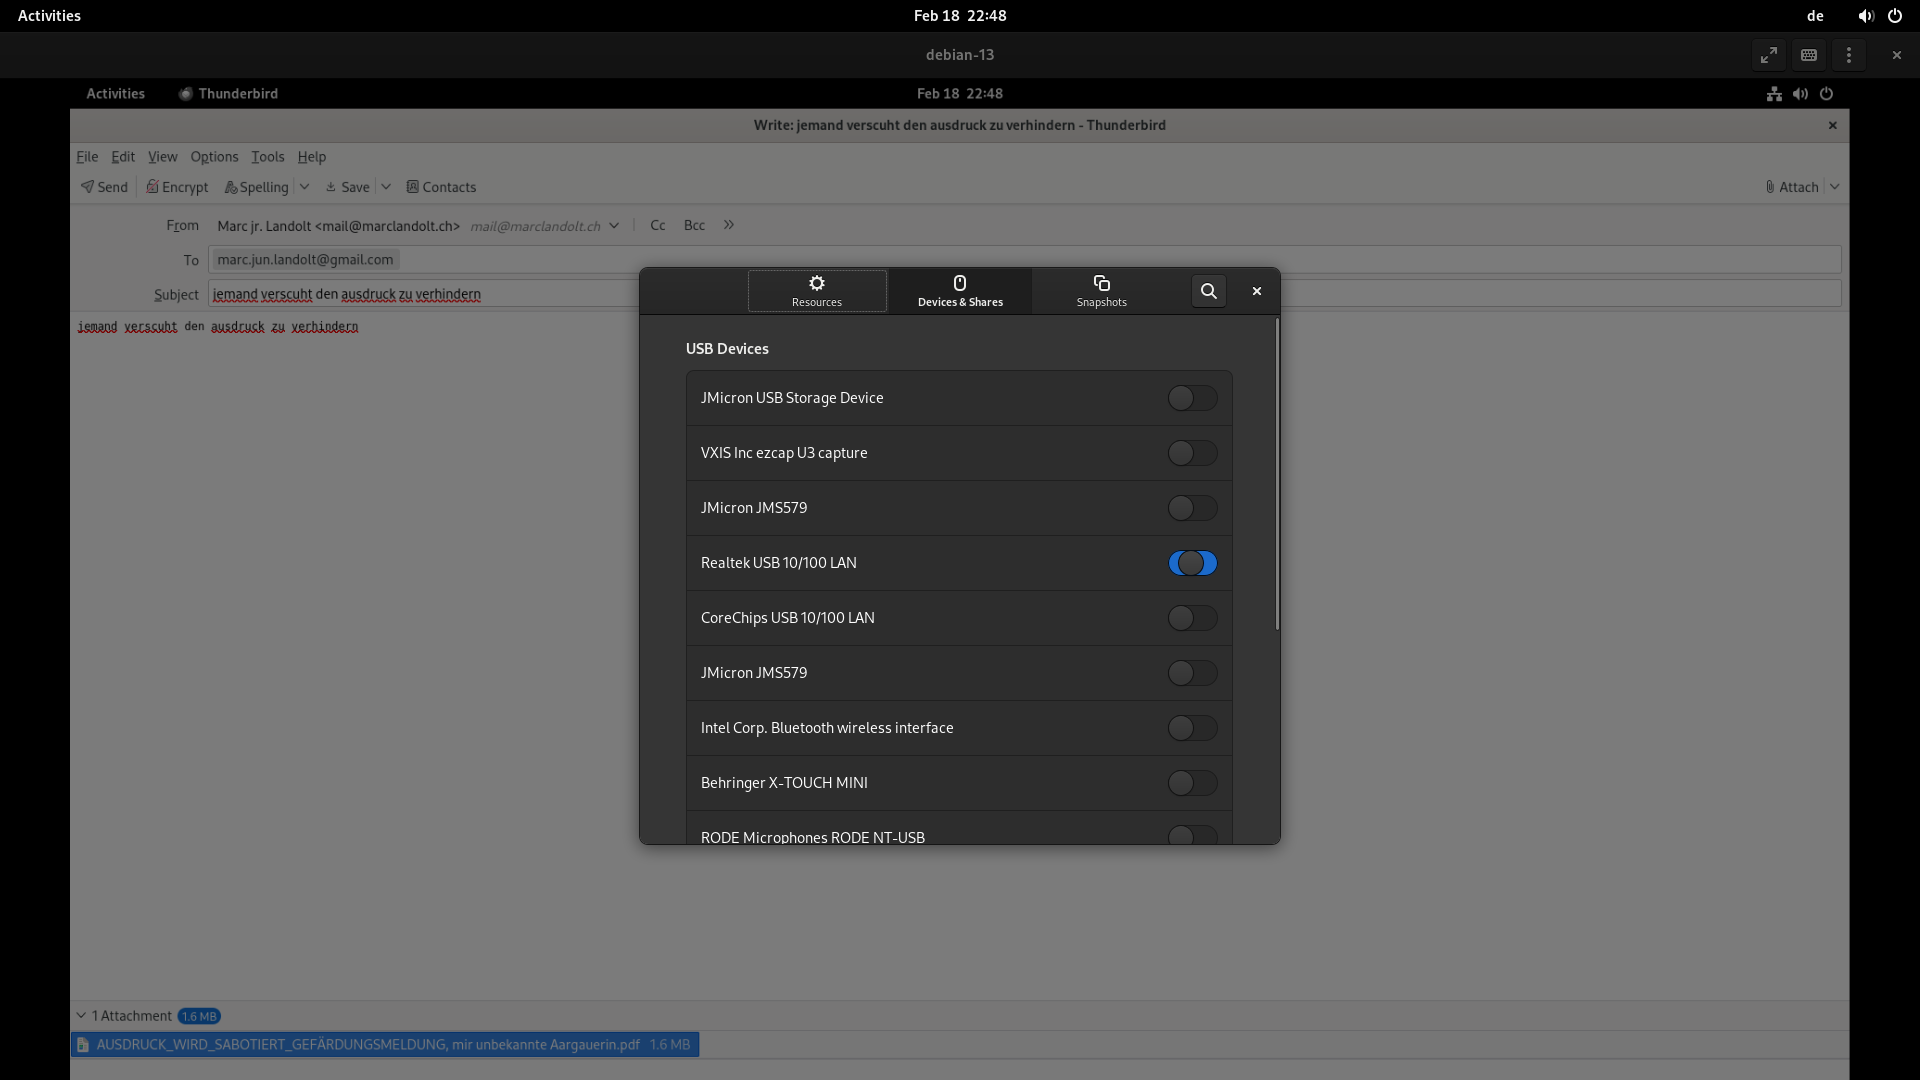 Activities Feb 18 22:48 de
debian-13
Activities Thunderbird Feb 18 22:48
Write: jemand verscuht den ausdruck zu verhindern - Thunderbird
File Edit View Options Tools Help
Send Encrypt Spelling Save Contacts Attach
From Marc jr. Landolt <mail@marclandolt.ch> mail@marclandolt.ch Cc Bcc
To marc.jun.landolt@gmail.com
Subject jemand verscuht den ausdruck zu verhindern
jemand verscuht den ausdruck zu verhindern
Resources Devices & Shares Snapshots
USB Devices
JMicron USB Storage Device
VXIS Inc ezcap U3 capture
JMicron JMS579
Realtek USB 10/100 LAN
CoreChips USB 10/100 LAN
JMicron JMS579
Intel Corp. Bluetooth wireless interface
Behringer X-TOUCH MINI
RODE Microphones RODE NT-USB
1 Attachment 1.6 MB
AUSDRUCK_WIRD_SABOTIERT_GEFÄRDUNGSMELDUNG, mir unbekannte Aargauerin.pdf 1.6 MB